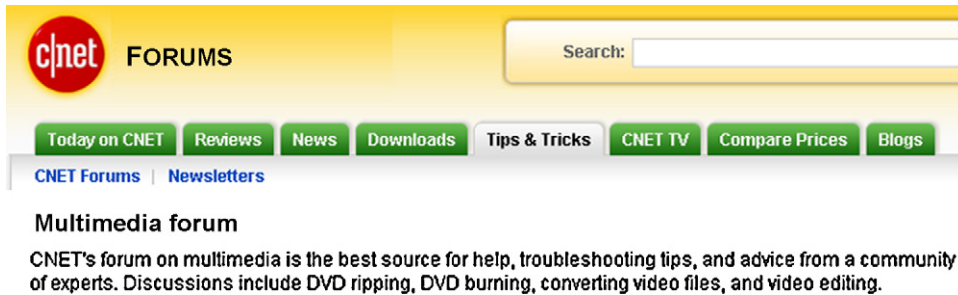 c|net FORUMS Search:
Today on CNET Reviews News Downloads Tips & Tricks CNET TV Compare Prices Blogs
CNET Forums | Newsletters
Multimedia forum
CNET's forum on multimedia is the best source for help, troubleshooting tips, and advice from a community
of experts. Discussions include DVD ripping, DVD burning, converting video files, and video editing.